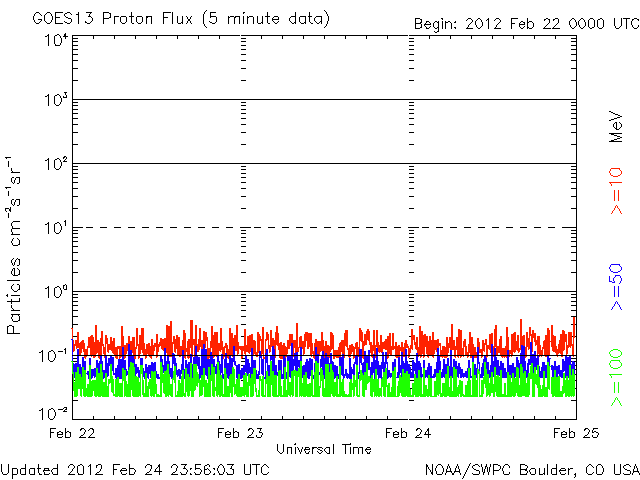 GOES13 Proton Flux (5 minute data)
Begin: 2012 Feb 22 0000 UTC
Particles cm⁻²s⁻¹sr⁻¹
10⁴
10³
10²
10¹
10⁰
10⁻¹
10⁻²
Feb 22
Feb 23
Feb 24
Feb 25
Universal Time
MeV
>=10
>=50
>=100
Updated 2012 Feb 24 23:56:03 UTC
NOAA/SWPC Boulder, CO USA